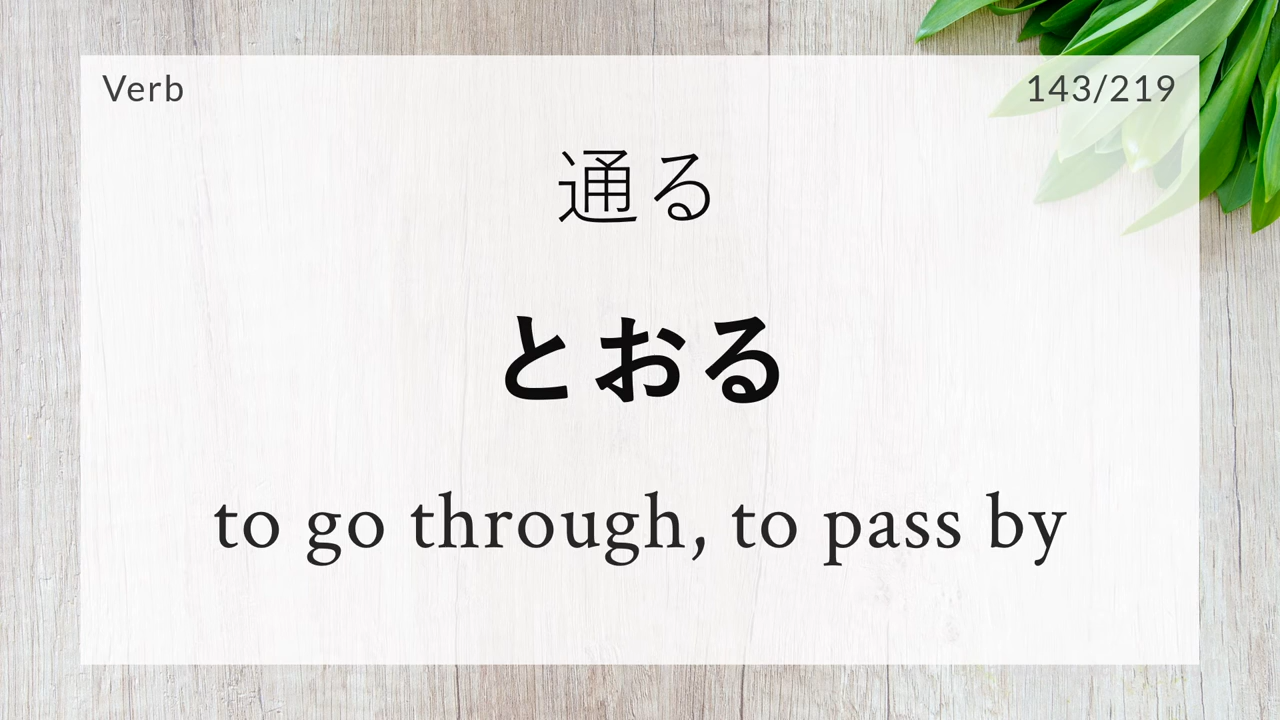 Verb
143/219
通る
とおる
to go through, to pass by